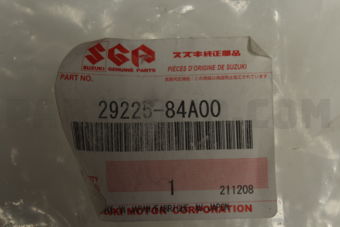 SGP スズキ純正部品
SUZUKI GENUINE PARTS PIÈCES D'ORIGINE DE SUZUKI
PART NO.
29225-84A00
1
211208
MOTOR CORPORATION